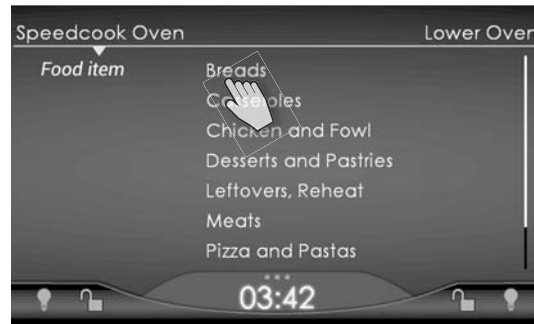 Speedcook Oven Lower Oven
Food item
Breads
Casseroles
Chicken and Fowl
Desserts and Pastries
Leftovers, Reheat
Meats
Pizza and Pastas
03:42